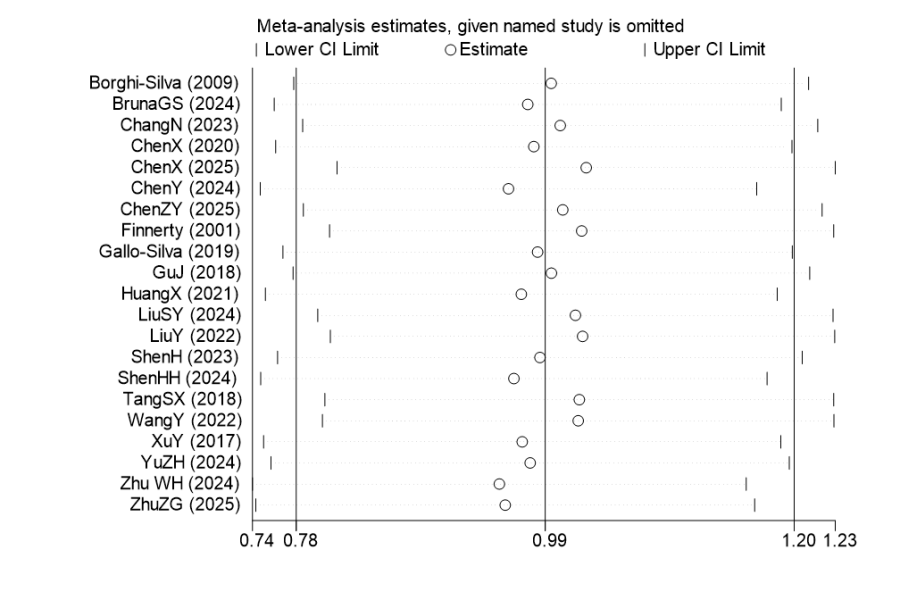 Meta-analysis estimates, given named study is omitted
| Lower CI Limit ○ Estimate | Upper CI Limit
Borghi-Silva (2009)
BrunaGS (2024)
ChangN (2023)
ChenX (2020)
ChenX (2025)
ChenY (2024)
ChenZY (2025)
Finnerty (2001)
Gallo-Silva (2019)
GuJ (2018)
HuangX (2021)
LiuSY (2024)
LiuY (2022)
ShenH (2023)
ShenHH (2024)
TangSX (2018)
WangY (2022)
XuY (2017)
YuZH (2024)
Zhu WH (2024)
ZhuZG (2025)
0.74 0.78 0.99 1.20 1.23